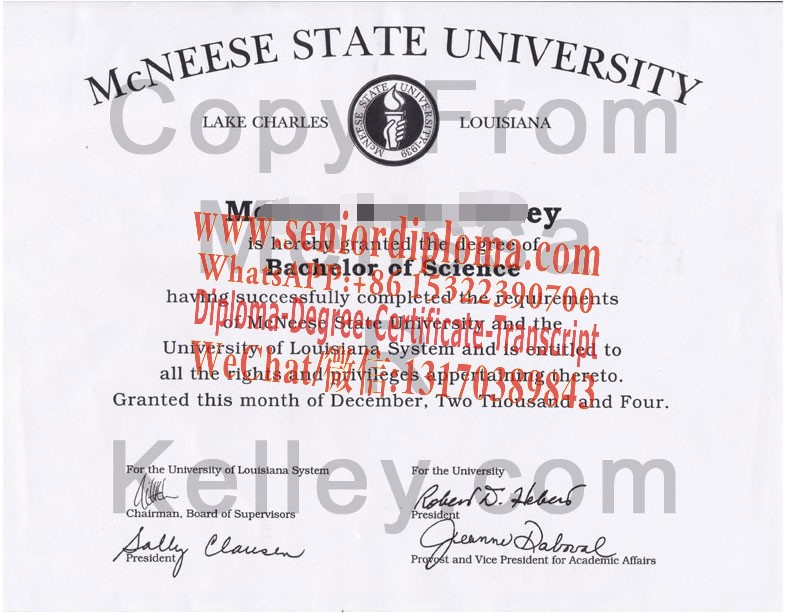 McNEESE STATE UNIVERSITY
Copy From
LAKE CHARLES
McNEESE STATE UNIVERSITY·1939
LOUISIANA
Melissa
ey
www.seniordiploma.com
is hereby granted the degree of
Bachelor of Science
WhatsAPP:+86 15322390700
having successfully completed the requirements
Diploma-Degree-Certificate-Transcript
of McNeese State University and the
R
University of Louisiana System and is entitled to
WeChat/微信:13170389843
all the rights and privileges appertaining thereto.
Granted this month of December, Two Thousand and Four.
Kelley.com
For the University of Louisiana System
For the University
Chairman, Board of Supervisors
Robert D. Hebert
President
Sally Clausen
President
Jeanne Daboval
Provost and Vice President for Academic Affairs